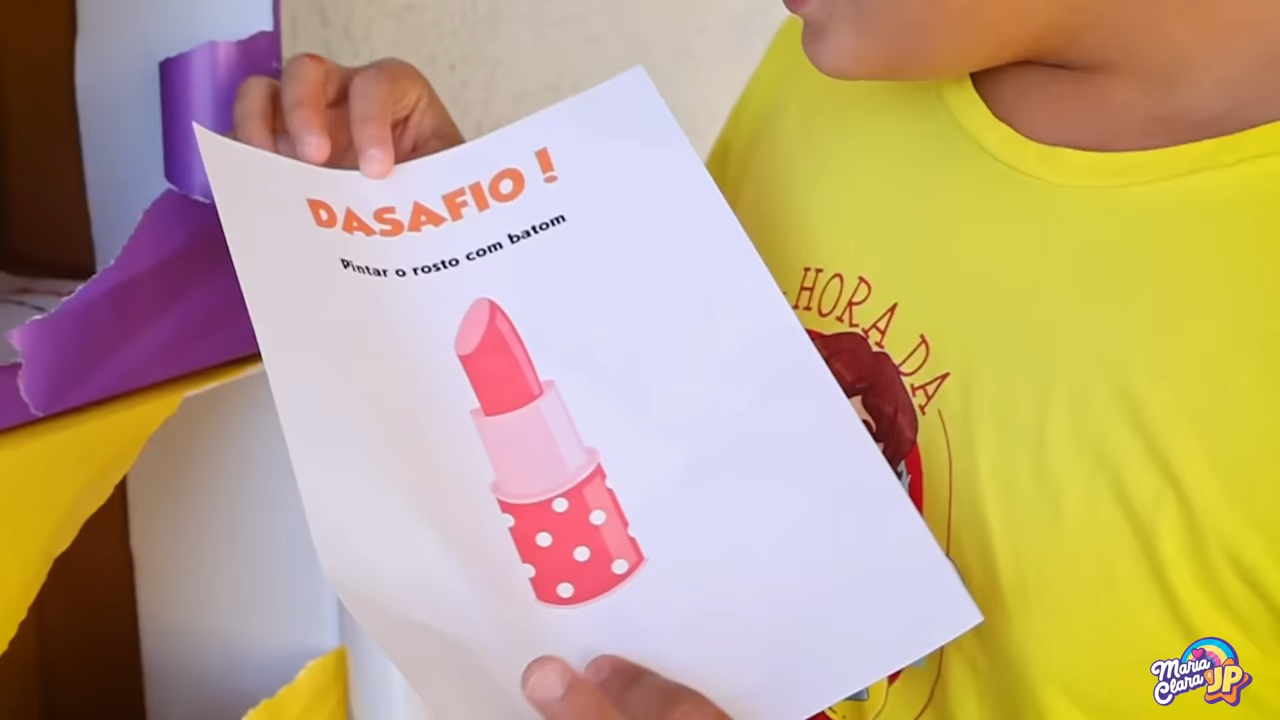 DASAFIO !
Pintar o rosto com batom
HORA DA
Maria
Clara JP